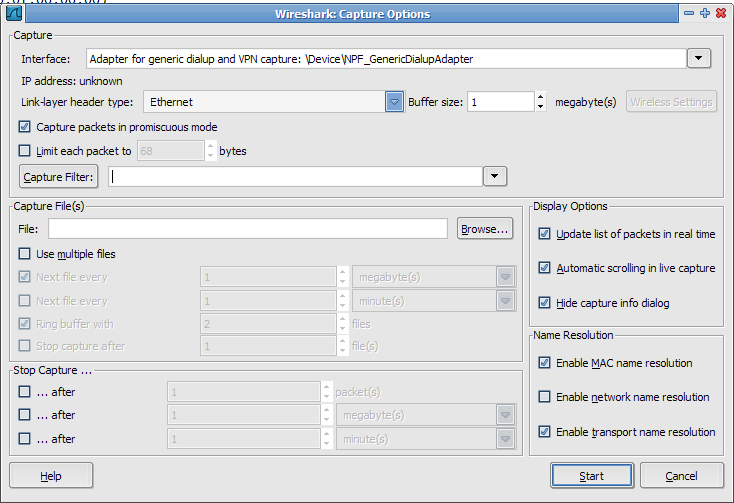 Wireshark: Capture Options
Capture
Interface: Adapter for generic dialup and VPN capture: \Device\NPF_GenericDialupAdapter
IP address: unknown
Link-layer header type: Ethernet Buffer size: 1 megabyte(s) Wireless Settings
Capture packets in promiscuous mode
Limit each packet to 68 bytes
Capture Filter:
Capture File(s)
File: Browse...
Use multiple files
Next file every 1 megabyte(s)
Next file every 1 minute(s)
Ring buffer with 2 files
Stop capture after 1 file(s)
Stop Capture ...
... after 1 packet(s)
... after 1 megabyte(s)
... after 1 minute(s)
Display Options
Update list of packets in real time
Automatic scrolling in live capture
Hide capture info dialog
Name Resolution
Enable MAC name resolution
Enable network name resolution
Enable transport name resolution
Help Start Cancel